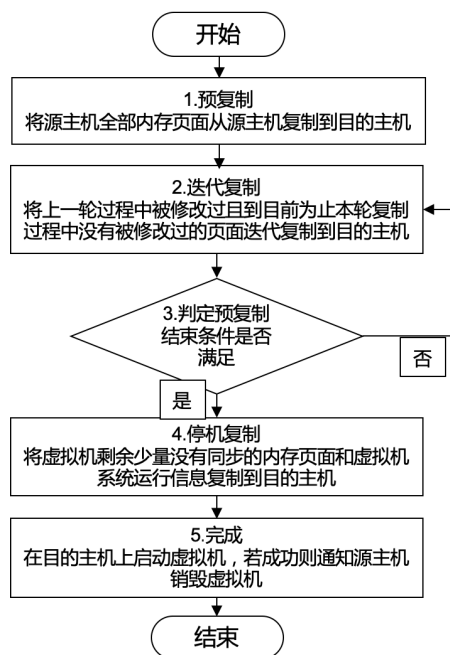 开始
1.预复制
将源主机全部内存页面从源主机复制到目的主机
2.迭代复制
将上一轮过程中被修改过且到目前为止本轮复制
过程中没有被修改过的页面迭代复制到目的主机
3.判定预复制
结束条件是否
满足
否
是
4.停机复制
将虚拟机剩余少量没有同步的内存页面和虚拟机
系统运行信息复制到目的主机
5.完成
在目的主机上启动虚拟机，若成功则通知源主机
销毁虚拟机
结束